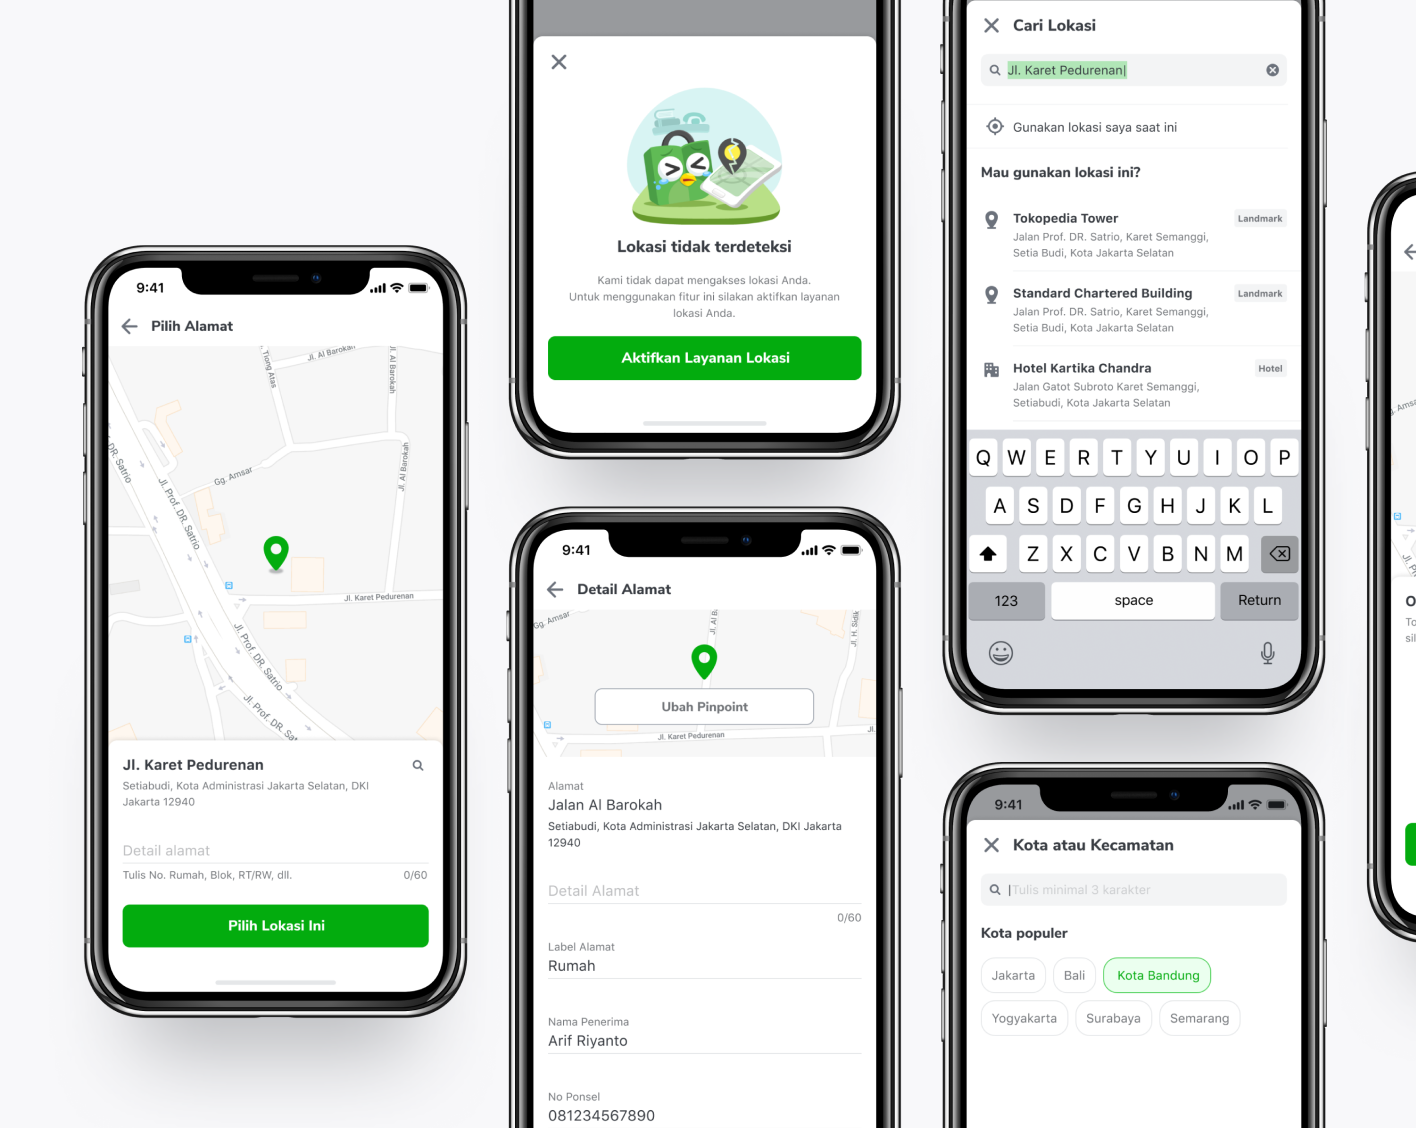 9:41
Pilih Alamat
Tiong Atas
Jl. Al Barokah
Jl. Al Barokah
DR. Satrio
Gg. Amsar
Jl. Al Barokah
Jl. Prof. DR. Satrio
Jl. Karet Pedurenan
Jl. Prof. DR. Satrio
Jl. Prof. DR. Sat
Jl. Karet Pedurenan
Setiabudi, Kota Administrasi Jakarta Selatan, DKI
Jakarta 12940
Detail alamat
Tulis No. Rumah, Blok, RT/RW, dll.
0/60
Pilih Lokasi Ini
Lokasi tidak terdeteksi
Kami tidak dapat mengakses lokasi Anda.
Untuk menggunakan fitur ini silakan aktifkan layanan
lokasi Anda.
Aktifkan Layanan Lokasi
9:41
Detail Alamat
Gg. Amsar
Jl. Al B
Jl. H. Sidik
Ubah Pinpoint
Jl. Karet Pedurenan
Jl.
Alamat
Jalan Al Barokah
Setiabudi, Kota Administrasi Jakarta Selatan, DKI Jakarta
12940
Detail Alamat
0/60
Label Alamat
Rumah
Nama Penerima
Arif Riyanto
No Ponsel
081234567890
Cari Lokasi
Jl. Karet Pedurenan
Gunakan lokasi saya saat ini
Mau gunakan lokasi ini?
Tokopedia Tower
Landmark
Jalan Prof. DR. Satrio, Karet Semanggi,
Setia Budi, Kota Jakarta Selatan
Standard Chartered Building
Landmark
Jalan Prof. DR. Satrio, Karet Semanggi,
Setia Budi, Kota Jakarta Selatan
Hotel Kartika Chandra
Hotel
Jalan Gatot Subroto Karet Semanggi,
Setiabudi, Kota Jakarta Selatan
Q W E R T Y U I O P
A S D F G H J K L
Z X C V B N M
123 space Return
9:41
Kota atau Kecamatan
Tulis minimal 3 karakter
Kota populer
Jakarta Bali Kota Bandung
Yogyakarta Surabaya Semarang
O
To
sil